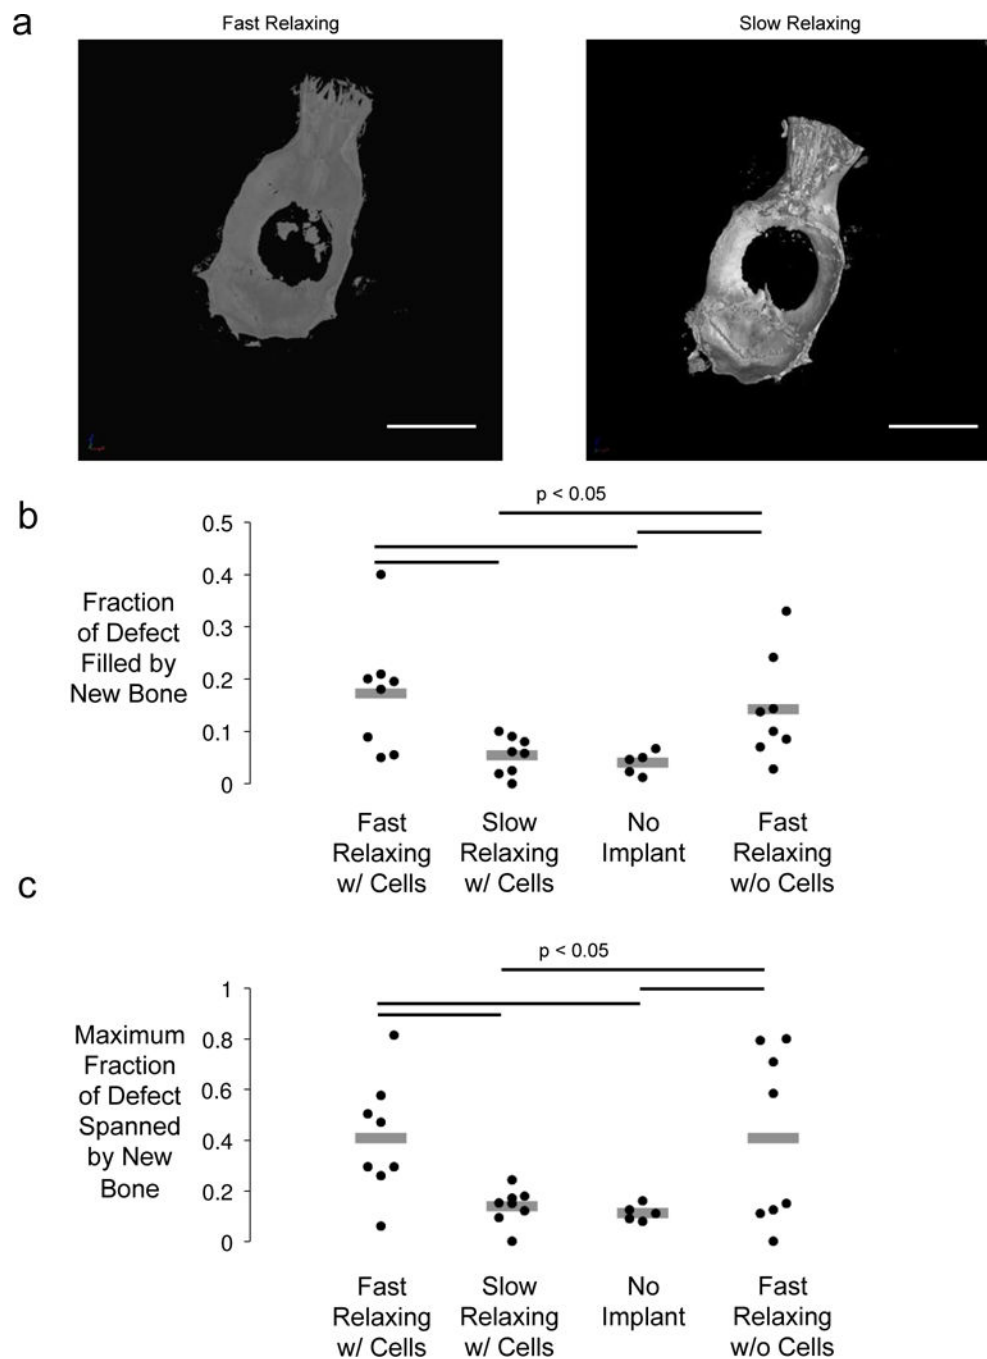 a
Fast Relaxing
Slow Relaxing
b
p < 0.05
0.5
0.4
0.3
0.2
0.1
0
Fraction
of Defect
Filled by
New Bone
Fast
Relaxing
w/ Cells
Slow
Relaxing
w/ Cells
No
Implant
Fast
Relaxing
w/o Cells
c
p < 0.05
1
0.8
0.6
0.4
0.2
0
Maximum
Fraction
of Defect
Spanned
by New
Bone
Fast
Relaxing
w/ Cells
Slow
Relaxing
w/ Cells
No
Implant
Fast
Relaxing
w/o Cells